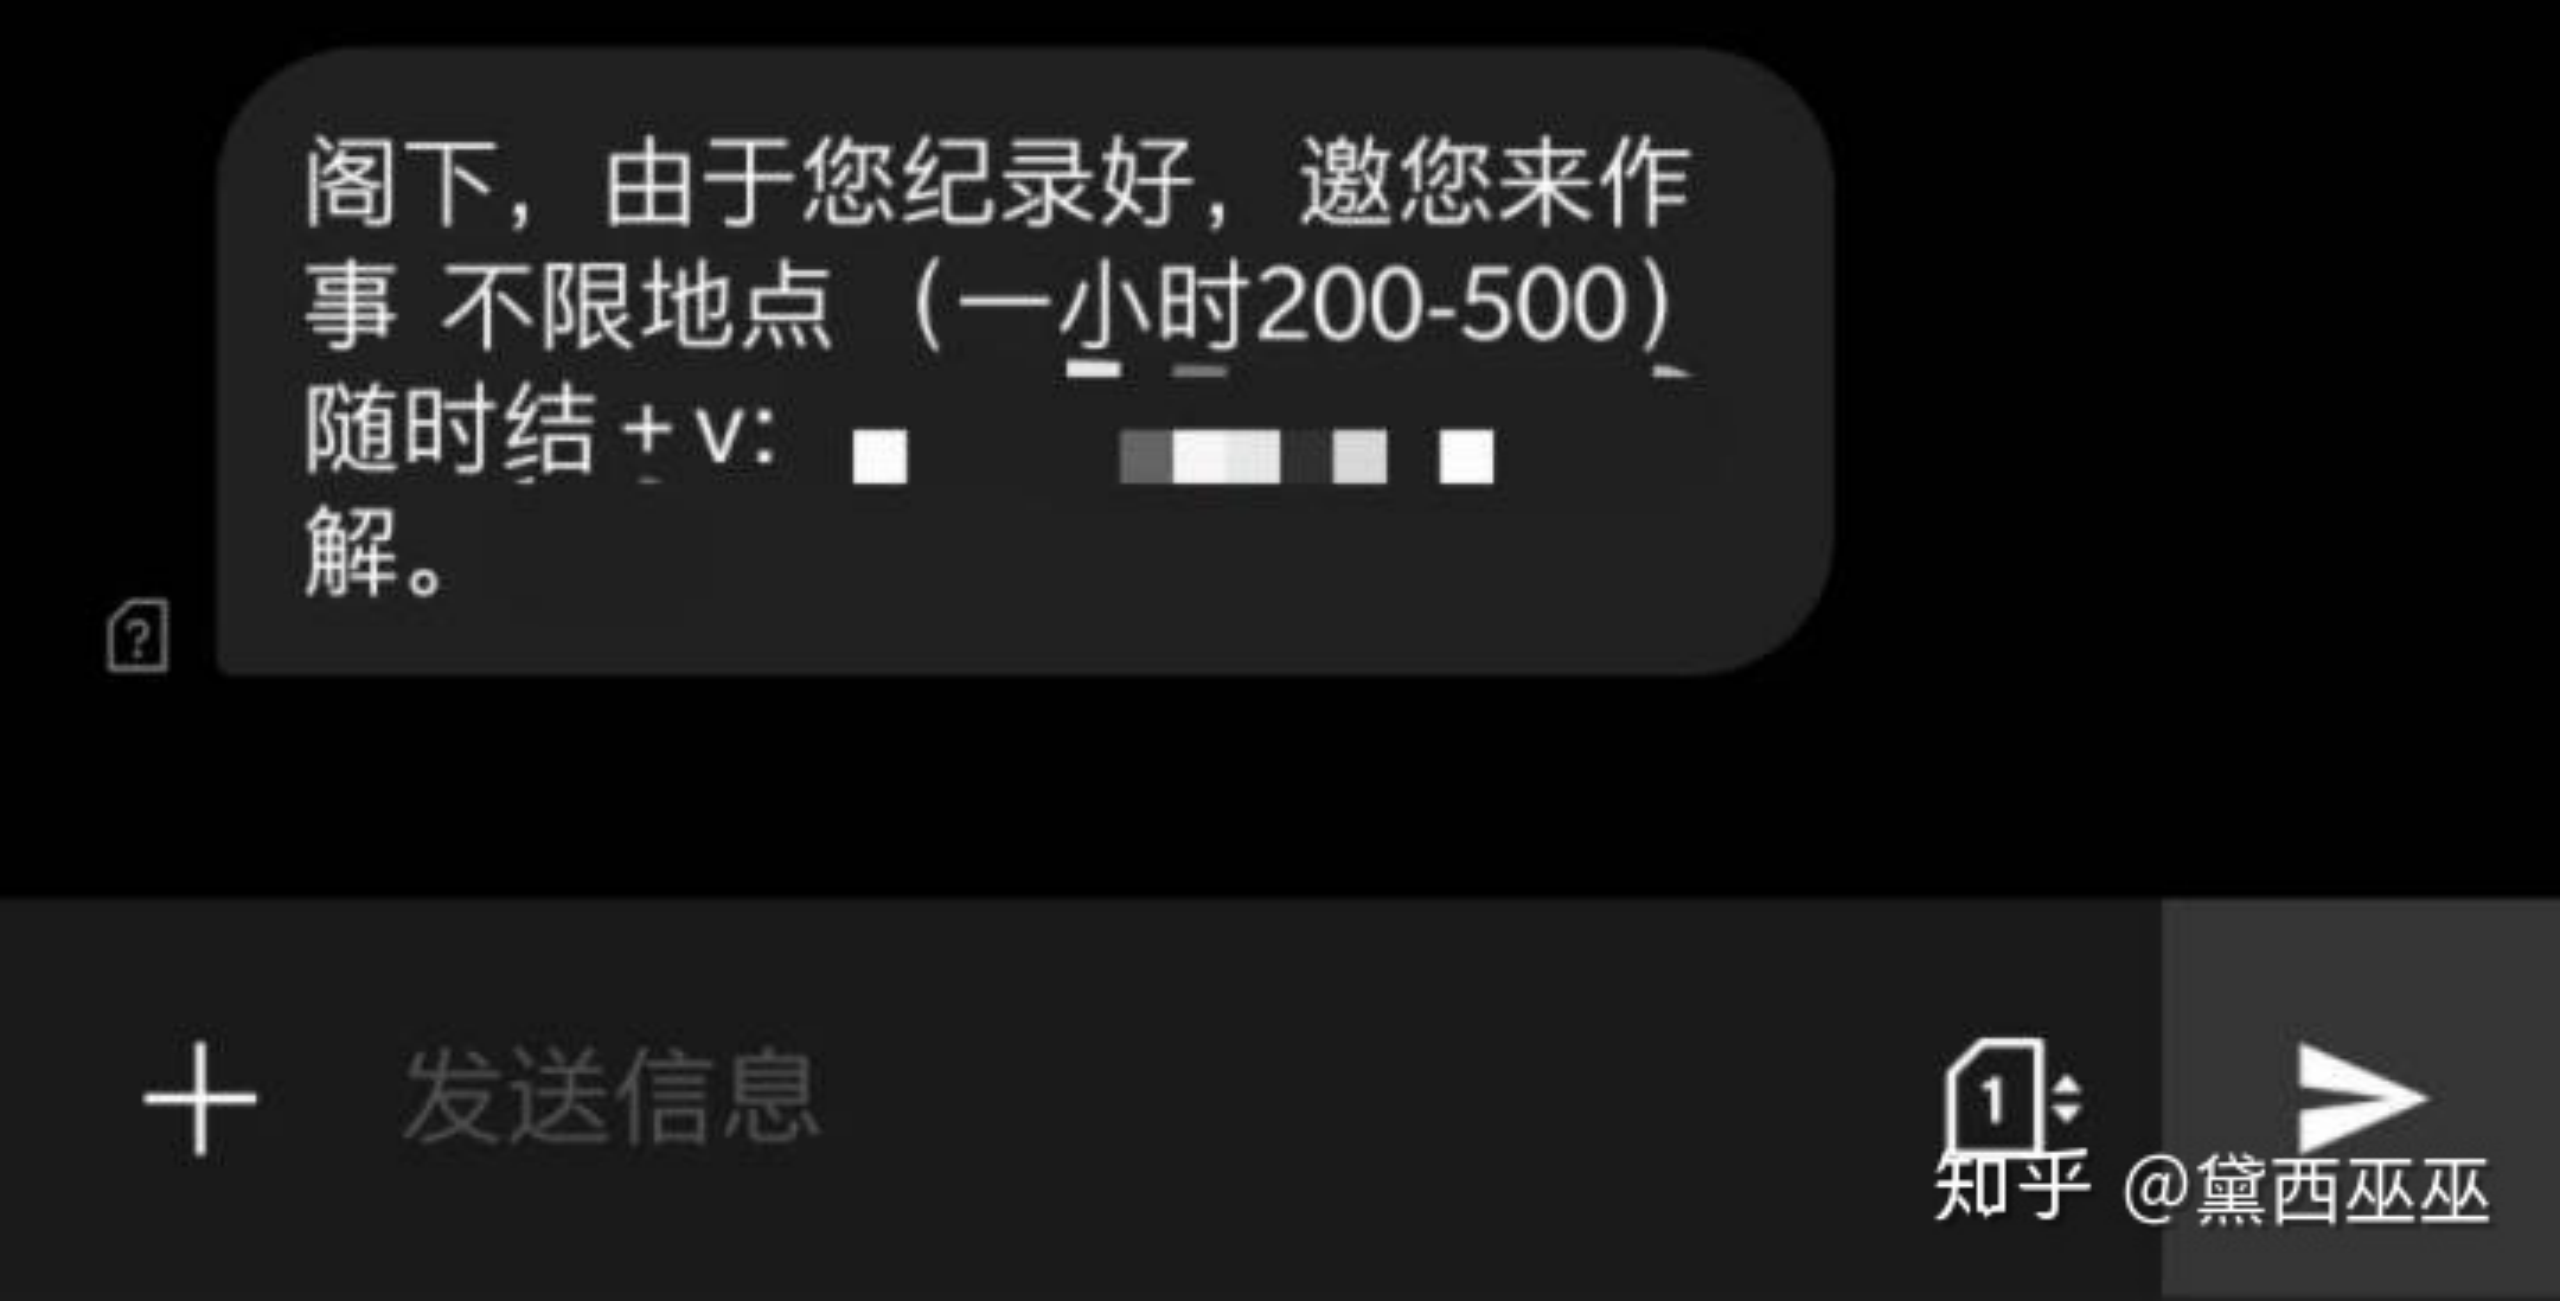 阁下，由于您纪录好，邀您来作
事 不限地点（一小时200-500）
随时结+v:
解。
发送信息
1
知乎 @黛西巫巫